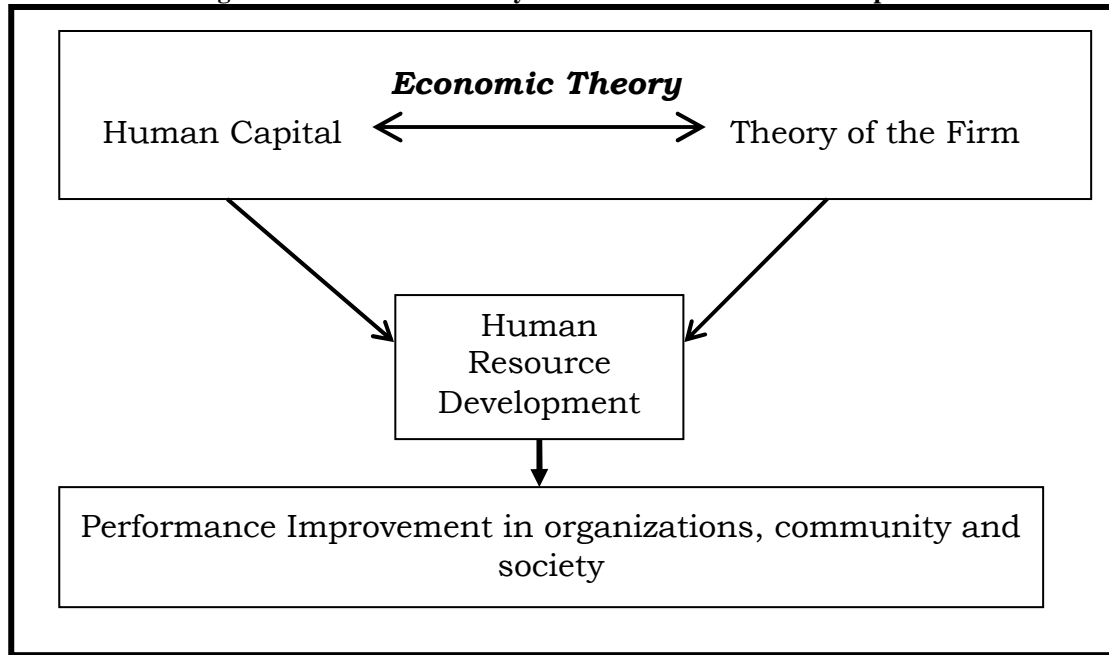 Economic Theory
Human Capital
Theory of the Firm
Human
Resource
Development
Performance Improvement in organizations, community and
society